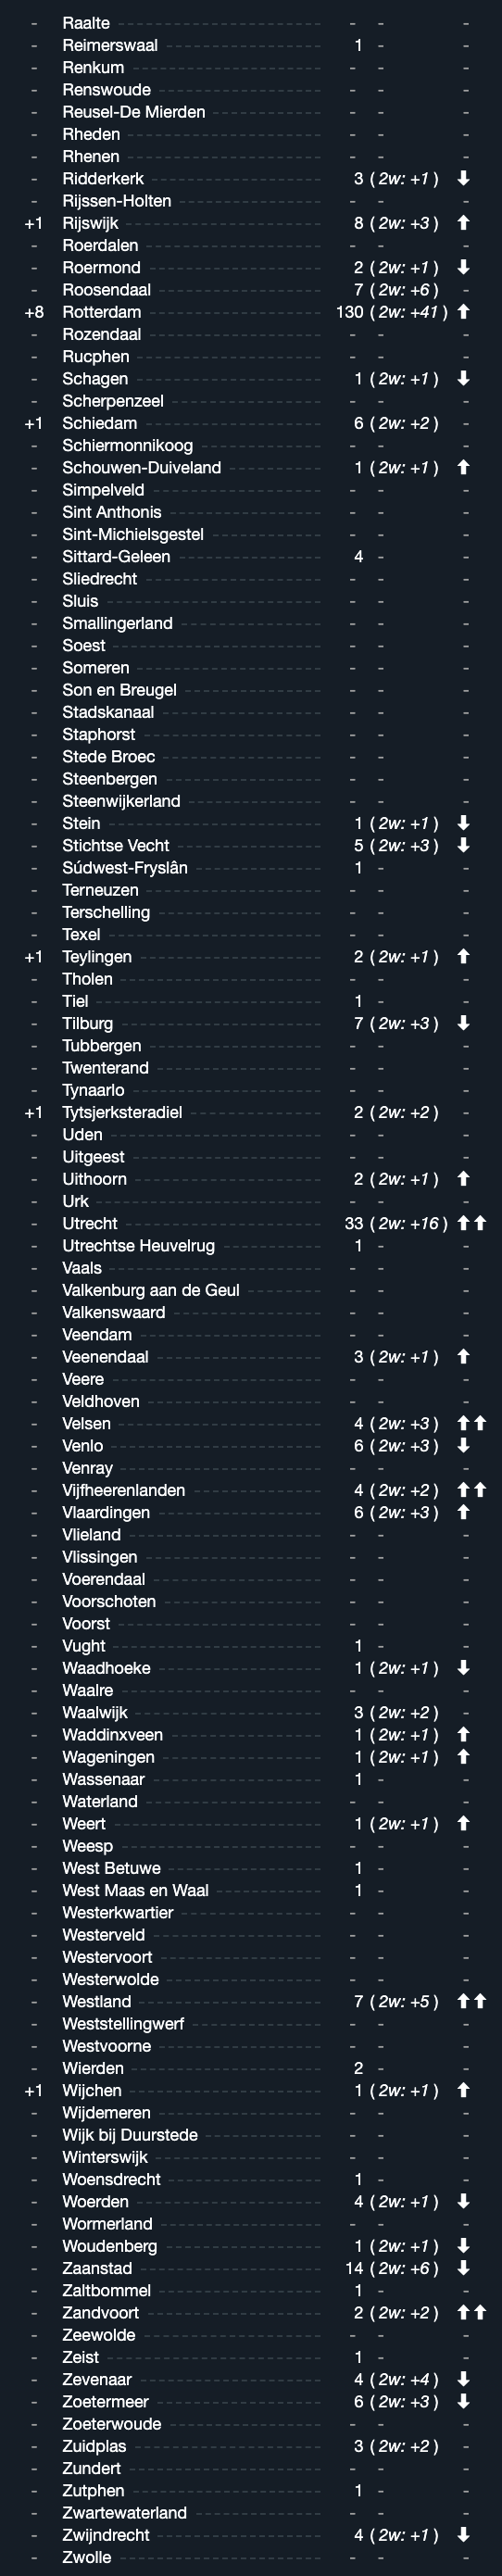 - Raalte - - -
- Reimerswaal 1 - -
- Renkum - - -
- Renswoude - - -
- Reusel-De Mierden - - -
- Rheden - - -
- Rhenen - - -
- Ridderkerk 3 ( 2w: +1 ) ⬇
- Rijssen-Holten - - -
+1 Rijswijk 8 ( 2w: +3 ) ⬆
- Roerdalen - - -
- Roermond 2 ( 2w: +1 ) ⬇
- Roosendaal 7 ( 2w: +6 ) -
+8 Rotterdam 130 ( 2w: +41 ) ⬆
- Rozendaal - - -
- Rucphen - - -
- Schagen 1 ( 2w: +1 ) ⬇
- Scherpenzeel - - -
+1 Schiedam 6 ( 2w: +2 ) -
- Schiermonnikoog - - -
- Schouwen-Duiveland 1 ( 2w: +1 ) ⬆
- Simpelveld - - -
- Sint Anthonis - - -
- Sint-Michielsgestel - - -
- Sittard-Geleen 4 - -
- Sliedrecht - - -
- Sluis - - -
- Smallingerland - - -
- Soest - - -
- Someren - - -
- Son en Breugel - - -
- Stadskanaal - - -
- Staphorst - - -
- Stede Broec - - -
- Steenbergen - - -
- Steenwijkerland - - -
- Stein 1 ( 2w: +1 ) ⬇
- Stichtse Vecht 5 ( 2w: +3 ) ⬇
- Súdwest-Fryslân 1 - -
- Terneuzen - - -
- Terschelling - - -
- Texel - - -
+1 Teylingen 2 ( 2w: +1 ) ⬆
- Tholen - - -
- Tiel 1 - -
- Tilburg 7 ( 2w: +3 ) ⬇
- Tubbergen - - -
- Twenterand - - -
- Tynaarlo - - -
+1 Tytsjerksteradiel 2 ( 2w: +2 ) -
- Uden - - -
- Uitgeest - - -
- Uithoorn 2 ( 2w: +1 ) ⬆
- Urk - - -
- Utrecht 33 ( 2w: +16 ) ⬆⬆
- Utrechtse Heuvelrug 1 - -
- Vaals - - -
- Valkenburg aan de Geul - - -
- Valkenswaard - - -
- Veendam - - -
- Veenendaal 3 ( 2w: +1 ) ⬆
- Veere - - -
- Veldhoven - - -
- Velsen 4 ( 2w: +3 ) ⬆⬆
- Venlo 6 ( 2w: +3 ) ⬇
- Venray - - -
- Vijfheerenlanden 4 ( 2w: +2 ) ⬆⬆
- Vlaardingen 6 ( 2w: +3 ) ⬆
- Vlieland - - -
- Vlissingen - - -
- Voerendaal - - -
- Voorschoten - - -
- Voorst - - -
- Vught 1 - -
- Waadhoeke 1 ( 2w: +1 ) ⬇
- Waalre - - -
- Waalwijk 3 ( 2w: +2 ) -
- Waddinxveen 1 ( 2w: +1 ) ⬆
- Wageningen 1 ( 2w: +1 ) ⬆
- Wassenaar 1 - -
- Waterland - - -
- Weert 1 ( 2w: +1 ) ⬆
- Weesp - - -
- West Betuwe 1 - -
- West Maas en Waal 1 - -
- Westerkwartier - - -
- Westerveld - - -
- Westervoort - - -
- Westerwolde - - -
- Westland 7 ( 2w: +5 ) ⬆⬆
- Weststellingwerf - - -
- Westvoorne - - -
- Wierden 2 - -
+1 Wijchen 1 ( 2w: +1 ) ⬆
- Wijdemeren - - -
- Wijk bij Duurstede - - -
- Winterswijk - - -
- Woensdrecht 1 - -
- Woerden 4 ( 2w: +1 ) ⬇
- Wormerland - - -
- Woudenberg 1 ( 2w: +1 ) ⬇
- Zaanstad 14 ( 2w: +6 ) ⬇
- Zaltbommel 1 - -
- Zandvoort 2 ( 2w: +2 ) ⬆⬆
- Zeewolde - - -
- Zeist 1 - -
- Zevenaar 4 ( 2w: +4 ) ⬇
- Zoetermeer 6 ( 2w: +3 ) ⬇
- Zoeterwoude - - -
- Zuidplas 3 ( 2w: +2 ) -
- Zundert - - -
- Zutphen 1 - -
- Zwartewaterland - - -
- Zwijndrecht 4 ( 2w: +1 ) ⬇
- Zwolle - - -